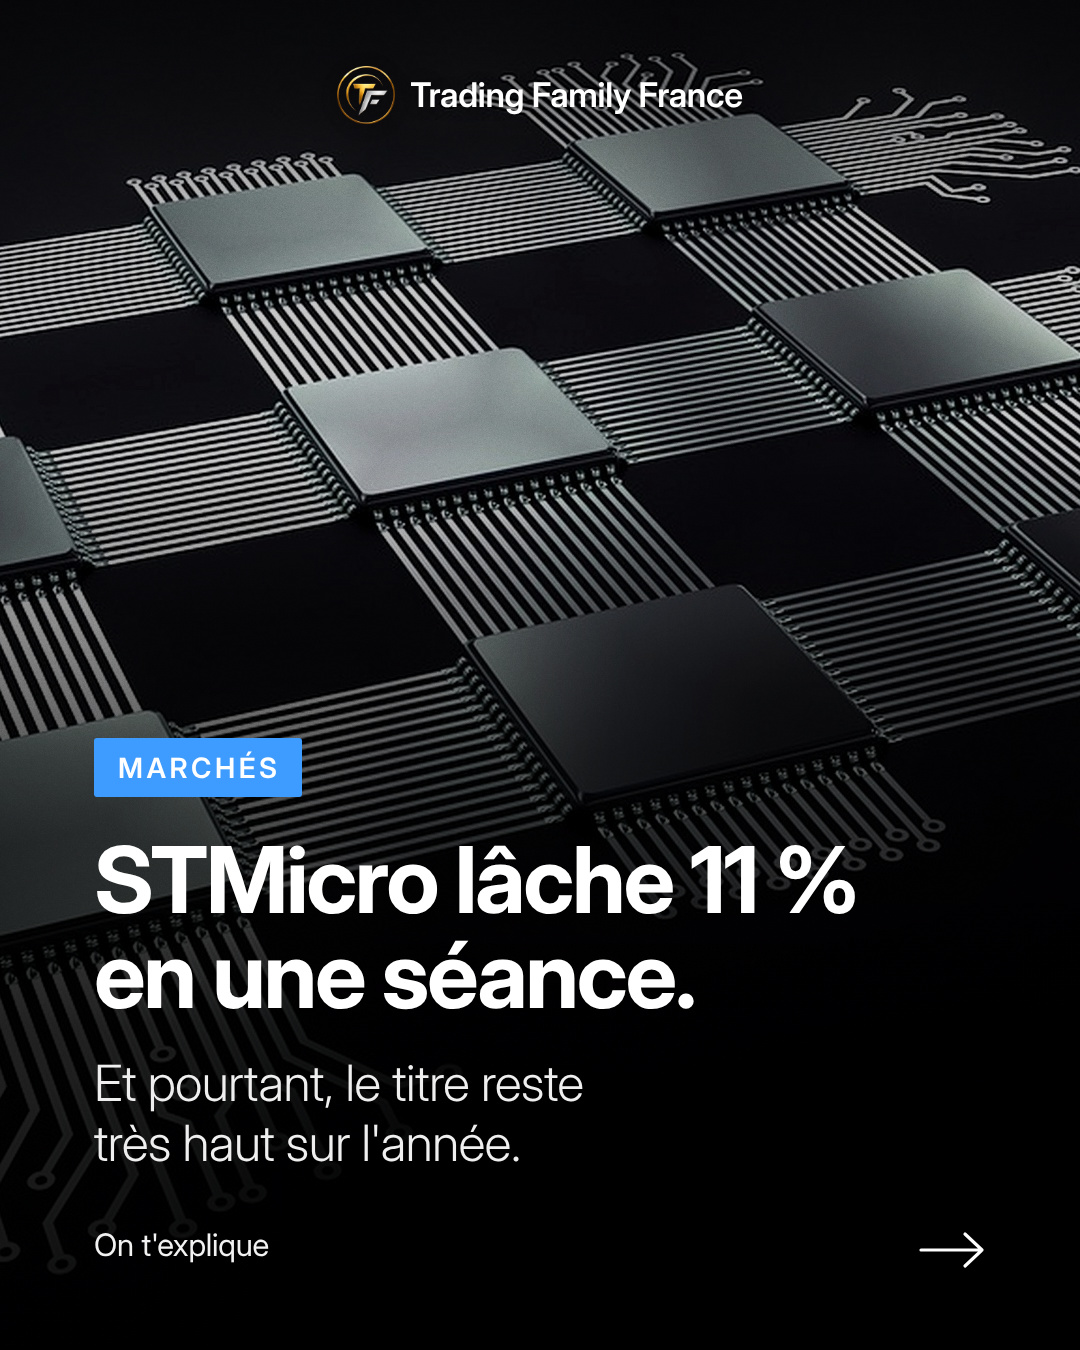 Trading Family France
MARCHÉS
STMicro lâche 11 %
en une séance.
Et pourtant, le titre reste
très haut sur l'année.
On t'explique